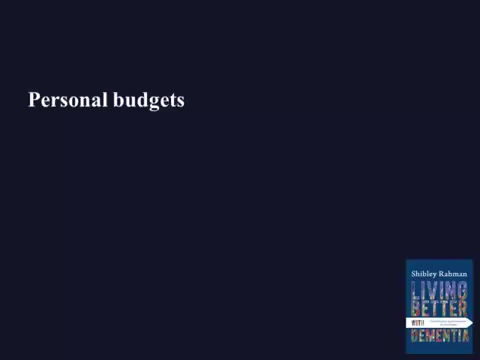 Personal budgets
Shibley Rahman
LIVING
BETTER
WITH
DEMENTIA